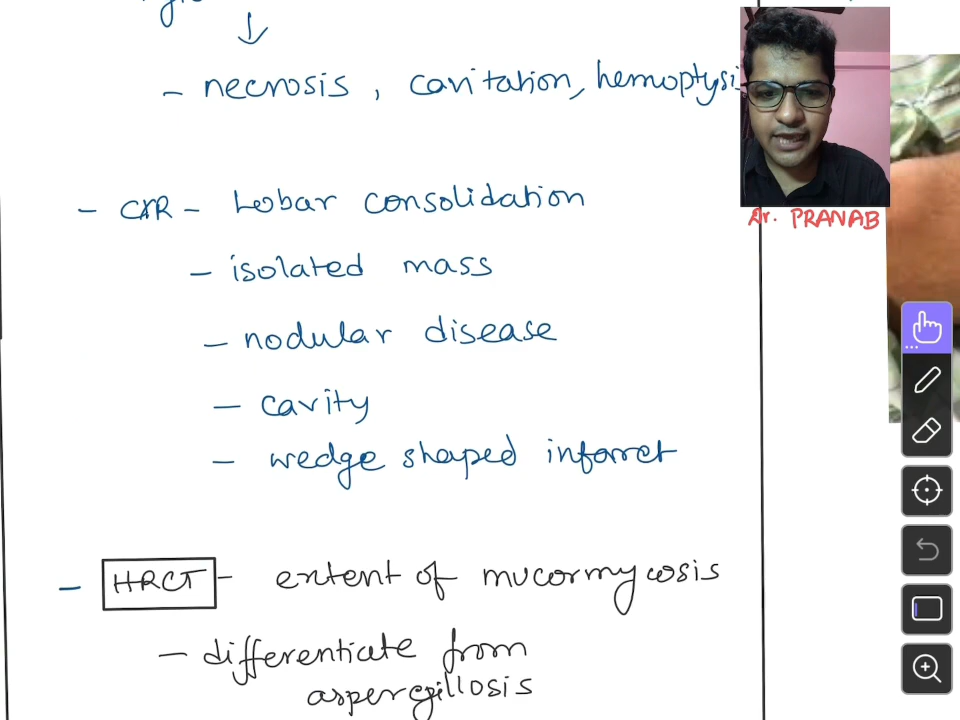 - necrosis, cavitation, hemoptysi
- CXR - Lobar consolidation
Dr. PRANAB
- isolated mass
- nodular disease
- cavity
- wedge shaped infarct
- HRCT - extent of mucormycosis
- differentiate from
aspergillosis